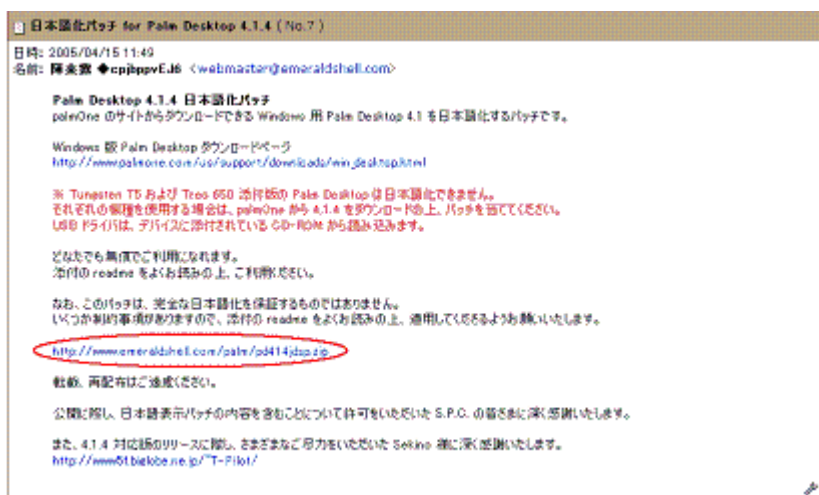 日本語化パッチ for Palm Desktop 4.1.4 ( No.7 )
日時: 2005/04/15 11:49
名前: 陳来霖 ◆cpjbppvEJ6 <webmaster@emeraldshell.com>
Palm Desktop 4.1.4 日本語化パッチ
palmOne のサイトからダウンロードできる Windows 用 Palm Desktop 4.1 を日本語化するパッチです。
Windows 版 Palm Desktop ダウンロードページ
http://www.palmone.com/us/support/downloads/win_desktop.html
※ Tungsten T5 および Treo 650 添付版の Palm Desktop は日本語化できません。
それぞれの機種を使用する場合は、palmOne から 4.1.4 をダウンロードの上、パッチを当ててください。
USB ドライバは、デバイスに添付されている CD-ROM から読み込みます。
どなたでも無償でご利用になれます。
添付の readme をよくお読みの上、ご利用ください。
なお、このパッチは、完全な日本語化を保証するものではありません。
いくつか制約事項がありますので、添付の readme をよくお読みの上、適用してくださるようお願いいたします。
http://www.emeraldshell.com/palm/pd414jdsp.zip
転載、再配布はご遠慮ください。
公開に際し、日本語表示パッチの内容を含むことについて許可をいただいた S.P.C. の皆さまに深く感謝いたします。
また、4.1.4 対応版のリリースに際し、さまざまなご尽力をいただいた Sekino 様に深く感謝いたします。
http://www5f.biglobe.ne.jp/~T-Pilot/